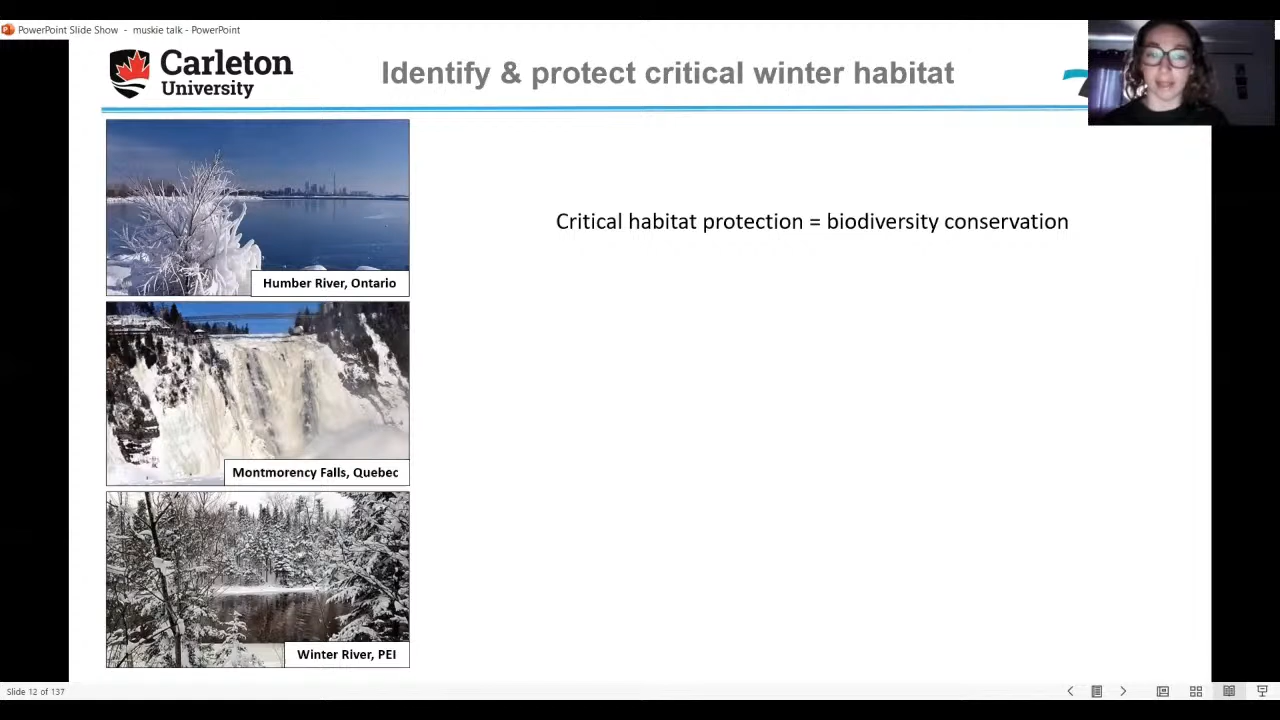 PowerPoint Slide Show - muskie talk - PowerPoint
Carleton
University
Identify & protect critical winter habitat
Critical habitat protection = biodiversity conservation
Humber River, Ontario
Montmorency Falls, Quebec
Winter River, PEI
Slide 12 of 137